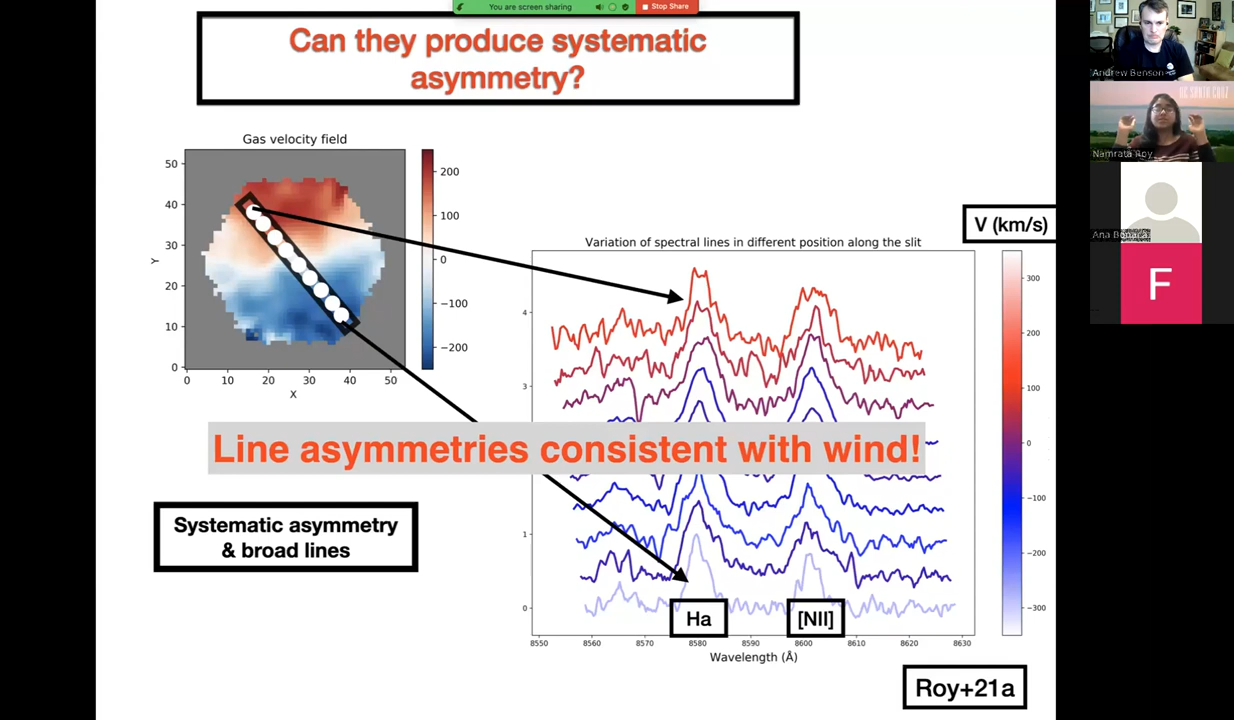 You are screen sharing
Stop Share
Can they produce systematic
asymmetry?
Gas velocity field
50
40
30
20
10
0
Y
0 10 20 30 40 50
X
200
100
0
−100
−200
V (km/s)
Variation of spectral lines in different position along the slit
4
3
1
0
8550 8560 8570 8580 8590 8600 8610 8620 8630
Wavelength (Å)
300
200
100
0
−100
−200
−300
Line asymmetries consistent with wind!
Systematic asymmetry
& broad lines
Ha
[NII]
Roy+21a
Andrew Benson
UC SANTA CRUZ
Namrata Roy
Ana Bonaca
F